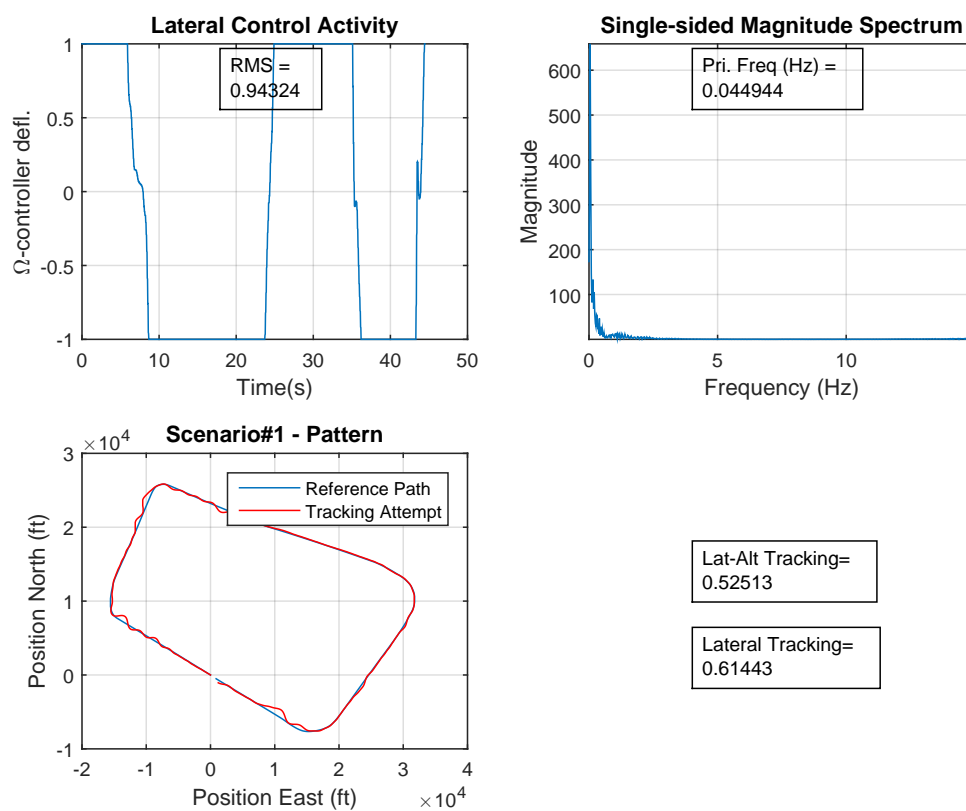 Lateral Control Activity
1
0.5
0
-0.5
-1
Ω-controller defl.
RMS =
0.94324
0 10 20 30 40 50
Time(s)
Single-sided Magnitude Spectrum
600
500
400
300
200
100
Magnitude
Pri. Freq (Hz) =
0.044944
0 5 10
Frequency (Hz)
Scenario#1 - Pattern
×10⁴
3
2
1
0
-1
Position North (ft)
Reference Path
Tracking Attempt
-2 -1 0 1 2 3 4
Position East (ft)
×10⁴
Lat-Alt Tracking=
0.52513
Lateral Tracking=
0.61443